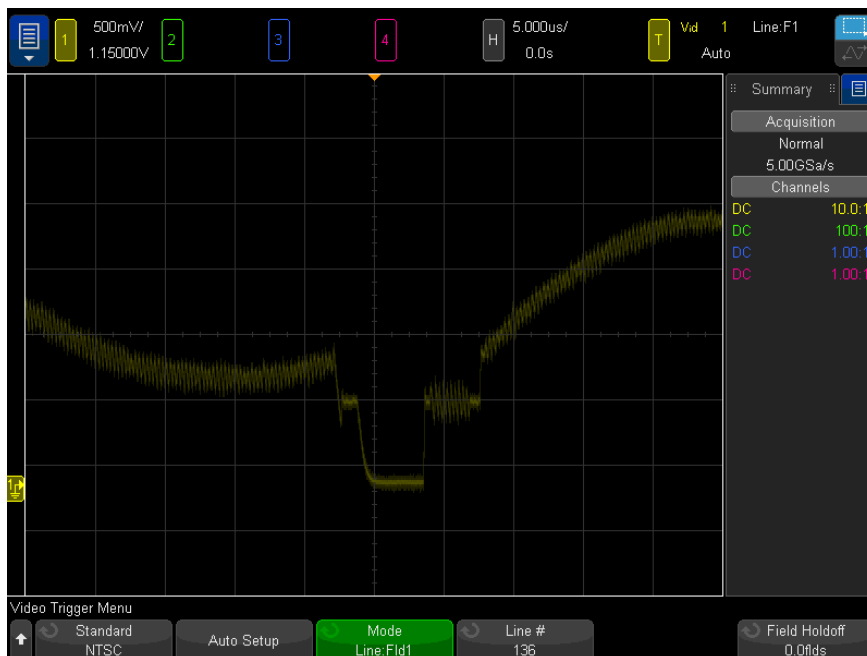 1 500mV/ 1.15000V
2
3
4
H 5.000us/ 0.0s
T Vid 1 Line:F1 Auto
Summary
Acquisition
Normal
5.00GSa/s
Channels
DC 10.0:1
DC 100:1
DC 1.00:1
DC 1.00:1
1
Video Trigger Menu
Standard NTSC
Auto Setup
Mode Line:Fld1
Line # 136
Field Holdoff 0.0flds